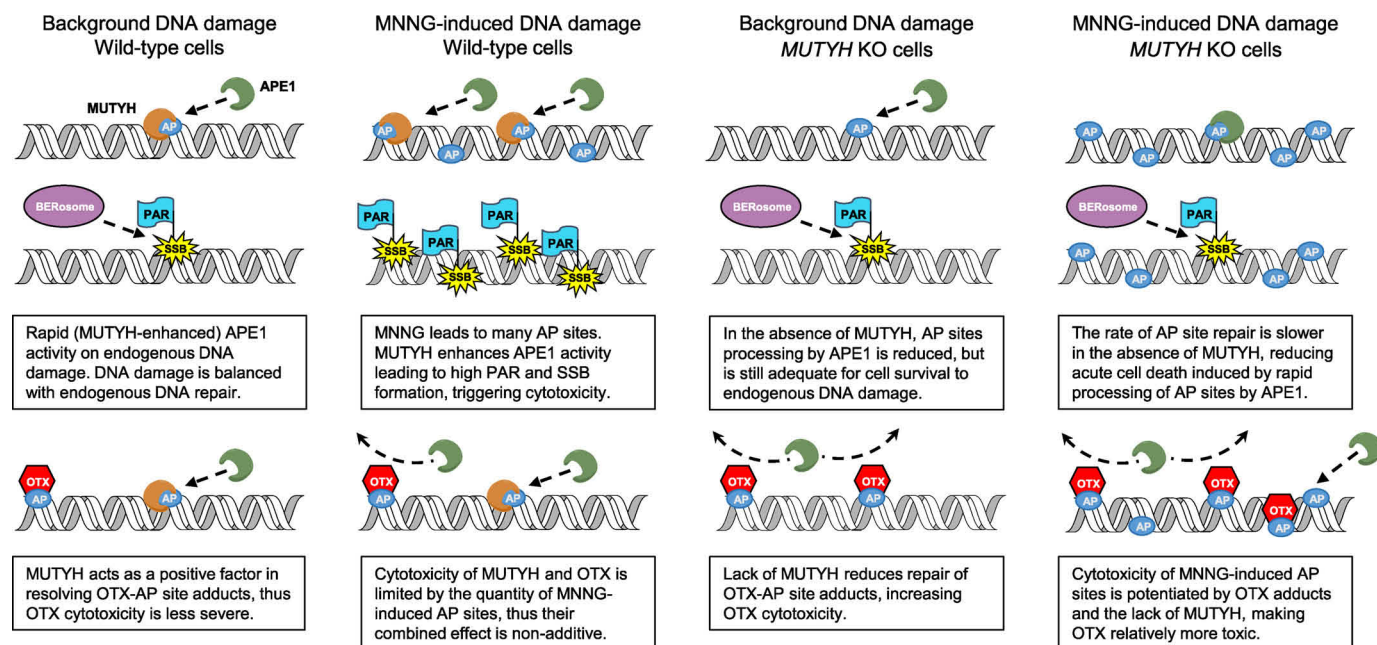 Background DNA damage
Wild-type cells
MNNG-induced DNA damage
Wild-type cells
Background DNA damage
MUTYH KO cells
MNNG-induced DNA damage
MUTYH KO cells
MUTYH
APE1
AP
AP
AP
AP
AP
AP
AP
AP
AP
AP
AP
BERosome
PAR
SSB
PAR
PAR
PAR
PAR
SSB
SSB
SSB
SSB
BERosome
PAR
SSB
BERosome
PAR
SSB
AP
AP
AP
AP
Rapid (MUTYH-enhanced) APE1
activity on endogenous DNA
damage. DNA damage is balanced
with endogenous DNA repair.
MNNG leads to many AP sites.
MUTYH enhances APE1 activity
leading to high PAR and SSB
formation, triggering cytotoxicity.
In the absence of MUTYH, AP sites
processing by APE1 is reduced, but
is still adequate for cell survival to
endogenous DNA damage.
The rate of AP site repair is slower
in the absence of MUTYH, reducing
acute cell death induced by rapid
processing of AP sites by APE1.
OTX
AP
AP
OTX
AP
AP
OTX
AP
OTX
AP
OTX
AP
AP
OTX
AP
OTX
AP
AP
MUTYH acts as a positive factor in
resolving OTX-AP site adducts, thus
OTX cytotoxicity is less severe.
Cytotoxicity of MUTYH and OTX is
limited by the quantity of MNNG-
induced AP sites, thus their
combined effect is non-additive.
Lack of MUTYH reduces repair of
OTX-AP site adducts, increasing
OTX cytotoxicity.
Cytotoxicity of MNNG-induced AP
sites is potentiated by OTX adducts
and the lack of MUTYH, making
OTX relatively more toxic.